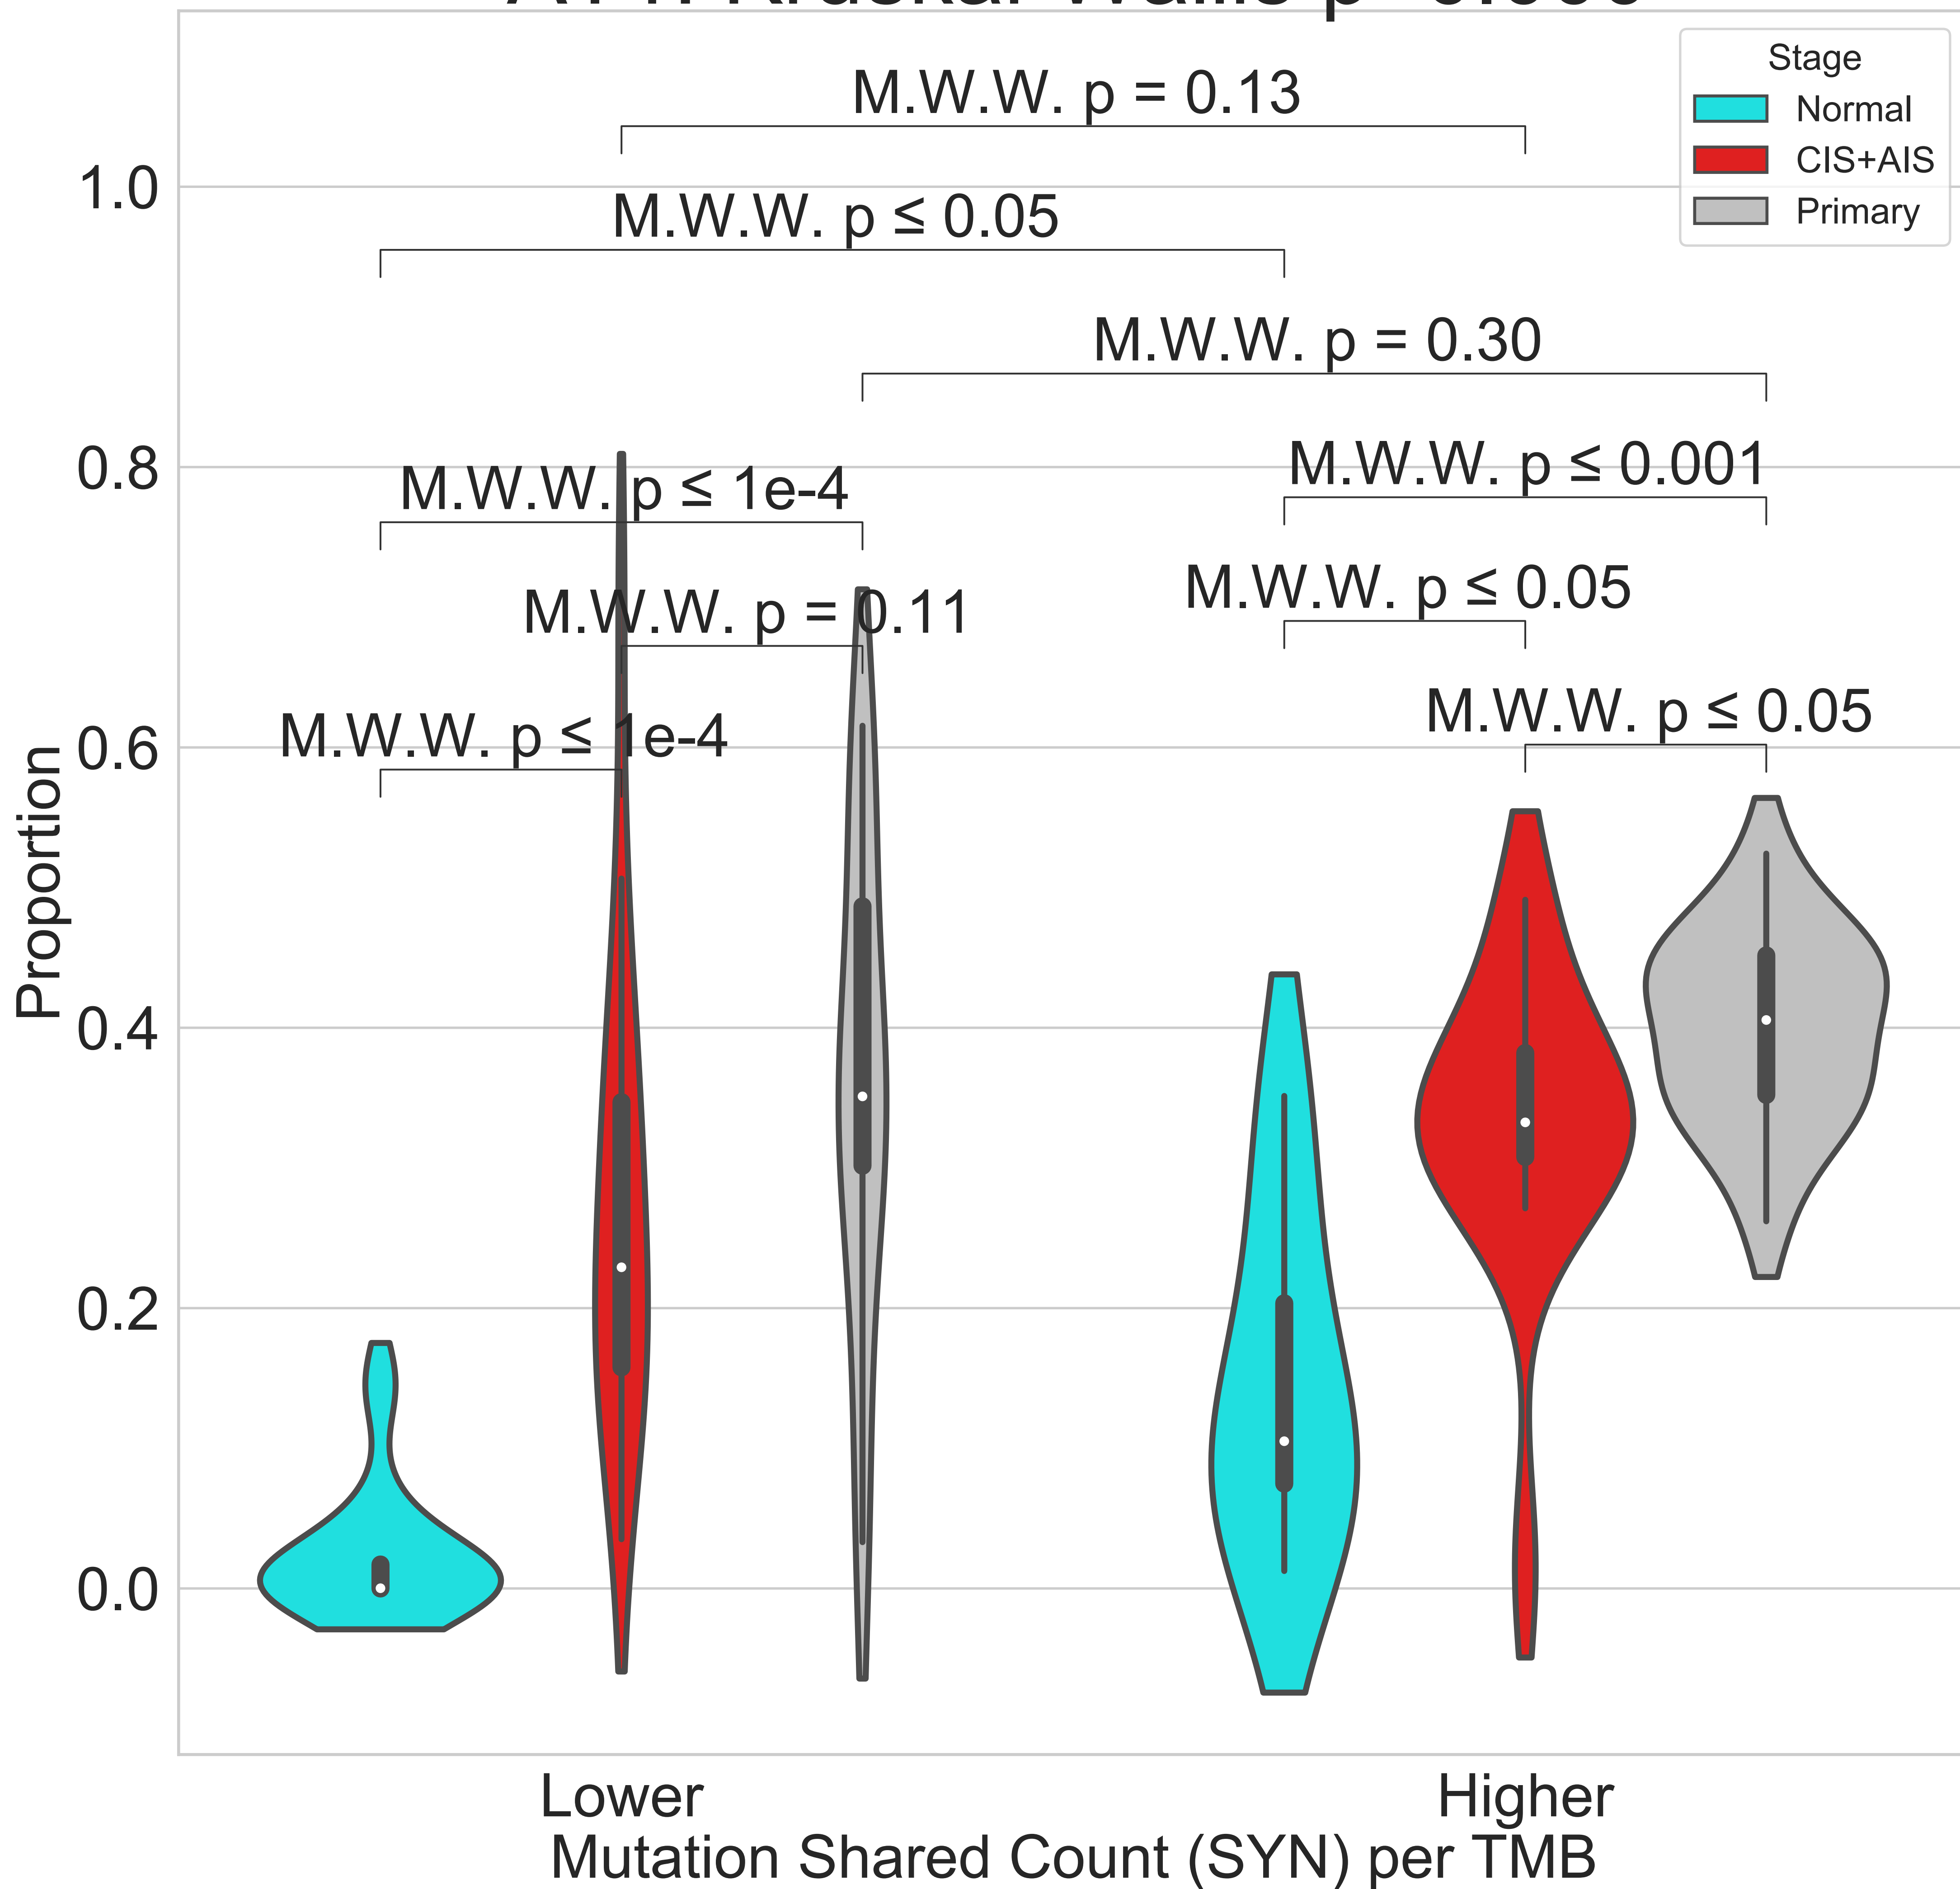 Stage
Normal
CIS+AIS
Primary
M.W.W. p = 0.13
M.W.W. p ≤ 0.05
M.W.W. p = 0.30
M.W.W. p ≤ 0.001
M.W.W. p ≤ 1e-4
M.W.W. p ≤ 0.05
M.W.W. p = 0.11
M.W.W. p ≤ 0.05
M.W.W. p ≤ 1e-4
1.0
0.8
0.6
0.4
0.2
0.0
Proportion
Lower
Higher
Mutation Shared Count (SYN) per TMB